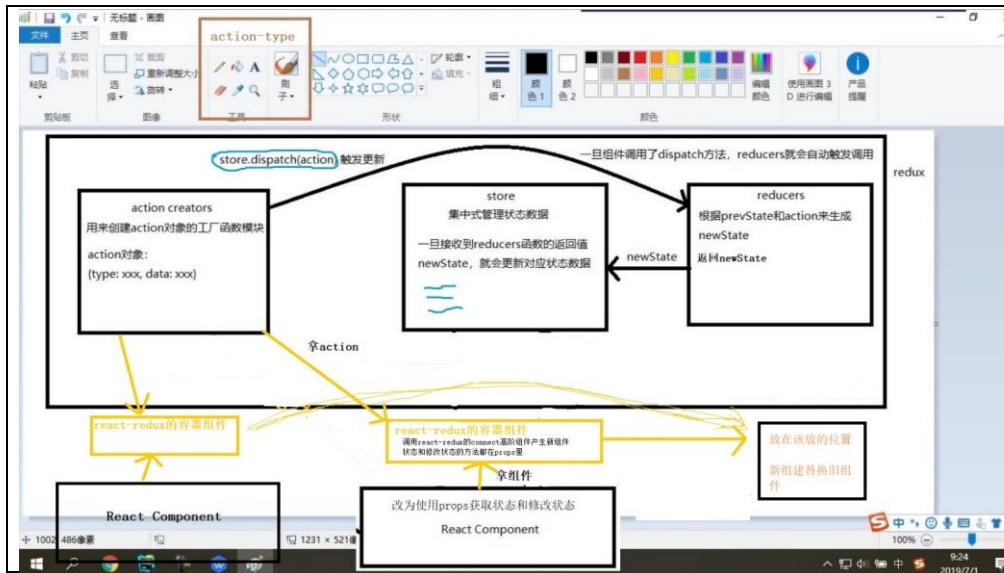 无标题 - 画图
文件 主页 查看
action-type
粘贴
剪切
复制
选择
裁剪
重新调整大小
旋转
A
刷子
轮廓
填充
粗细
颜色 1
颜色 2
编辑颜色
使用画图 3D 进行编辑
产品提醒
剪贴板 图像 工具 形状 颜色
store.dispatch(action) 触发更新
一旦组件调用了dispatch方法，reducers就会自动触发调用
redux
action creators
用来创建action对象的工厂函数模块
action对象：
{type: xxx, data: xxx}
store
集中式管理状态数据
一旦接收到reducers函数的返回值
newState，就会更新对应状态数据
newState
reducers
根据prevState和action来生成
newState
返回newState
拿action
react-redux的容器组件
react-redux的容器组件
调用react-redux的connect高阶组件产生新组件
状态和修改状态的方法都在props里
放在该放的位置
新组建替换旧组
件
拿组件
React Component
改为使用props获取状态和修改状态
React Component
1002, 486像素
1231 × 521像
100%
中
中
9:24
2019/7/1